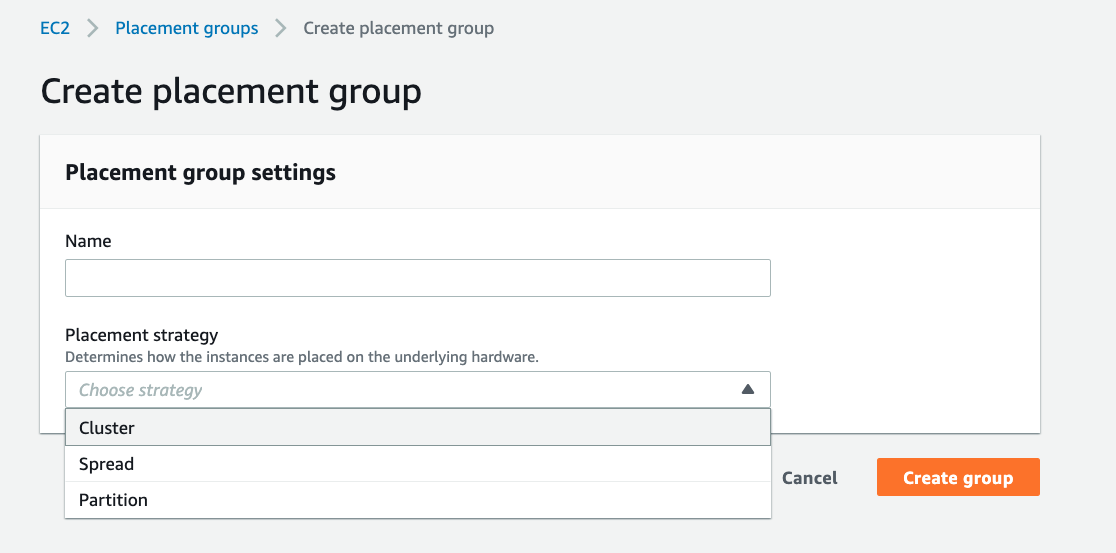 EC2 Placement groups Create placement group
Create placement group
Placement group settings
Name
Placement strategy
Determines how the instances are placed on the underlying hardware.
Choose strategy
Cluster
Spread
Partition
Cancel Create group